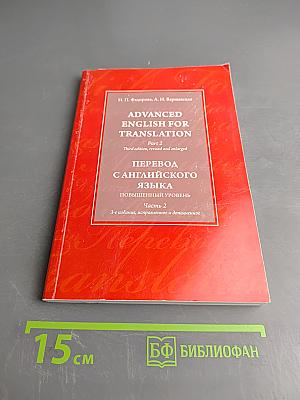 И. П. Федорова, А. И. Варшавская
ADVANCED
ENGLISH FOR
TRANSLATION
Part 2
Third edition, revised and enlarged
ПЕРЕВОД
С АНГЛИЙСКОГО
ЯЗЫКА
ПОВЫШЕННЫЙ УРОВЕНЬ
Часть 2
3-е издание, исправленное и дополненное
15 см
БФ БИБЛИОФАН